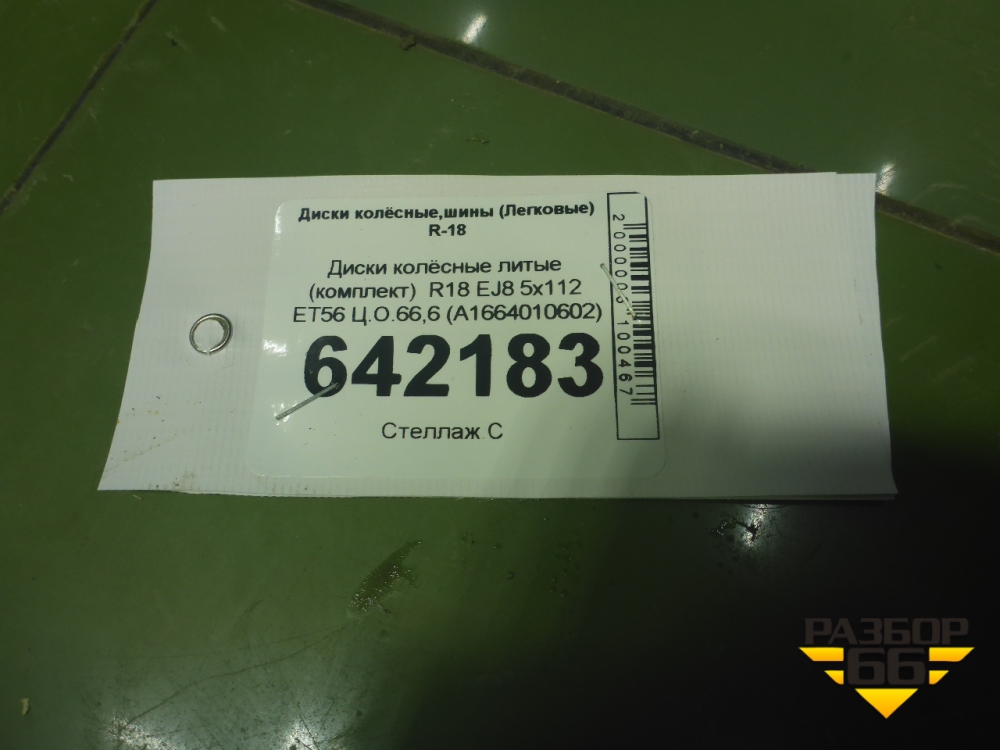 Диски колёсные,шины (Легковые)
R-18
Диски колёсные литые
(комплект) R18 EJ8 5x112
ET56 Ц.О.66,6 (A1664010602)
642183
Стеллаж С
2000000100467
РАЗБОР
66